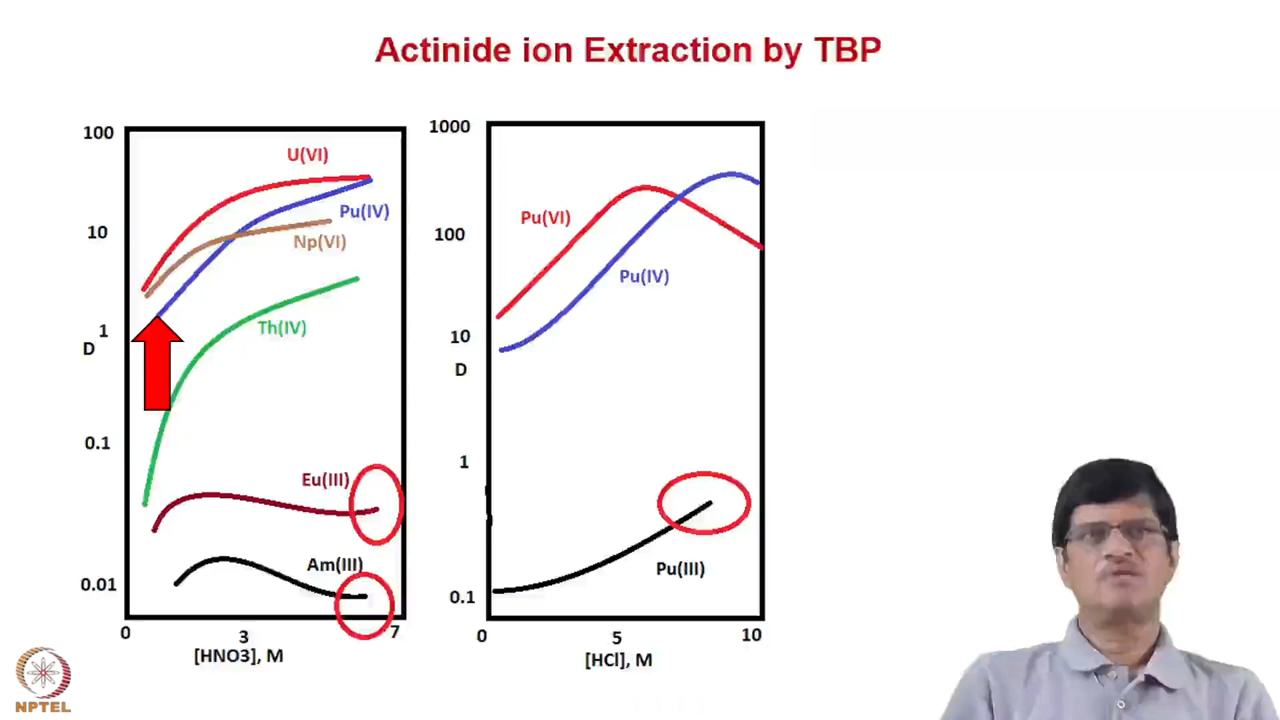 Actinide ion Extraction by TBP
100
10
1
D
0.1
0.01
U(VI)
Pu(IV)
Np(VI)
Th(IV)
Eu(III)
Am(III)
0
3
7
[HNO3], M
1000
100
10
D
1
0.1
Pu(VI)
Pu(IV)
Pu(III)
0
5
10
[HCl], M
NPTEL